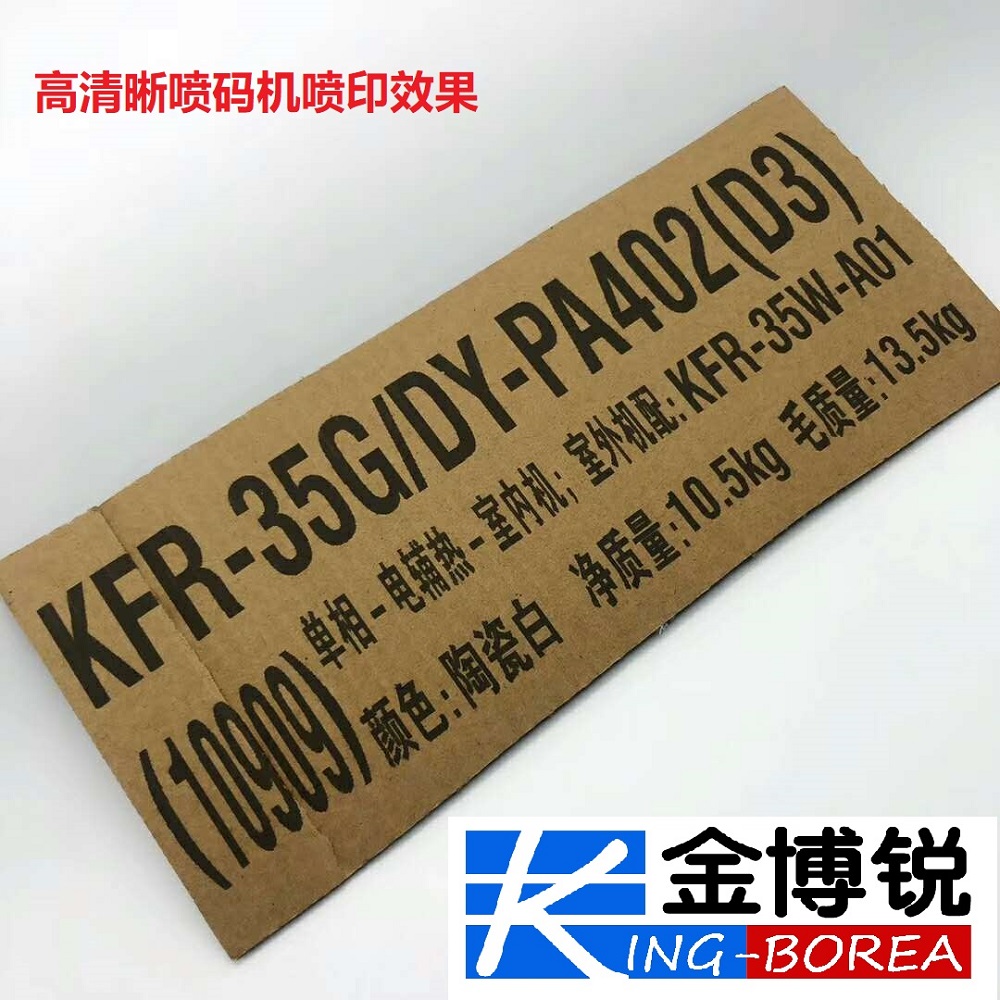 高清晰喷码机喷印效果
KFR-35G/DY-PA402(D3)
(10909)
单相-电辅热-室内机; 室外机配:KFR-35W-A01
颜色:陶瓷白 净质量:10.5kg 毛质量:13.5kg
金博锐
KING-BOREA